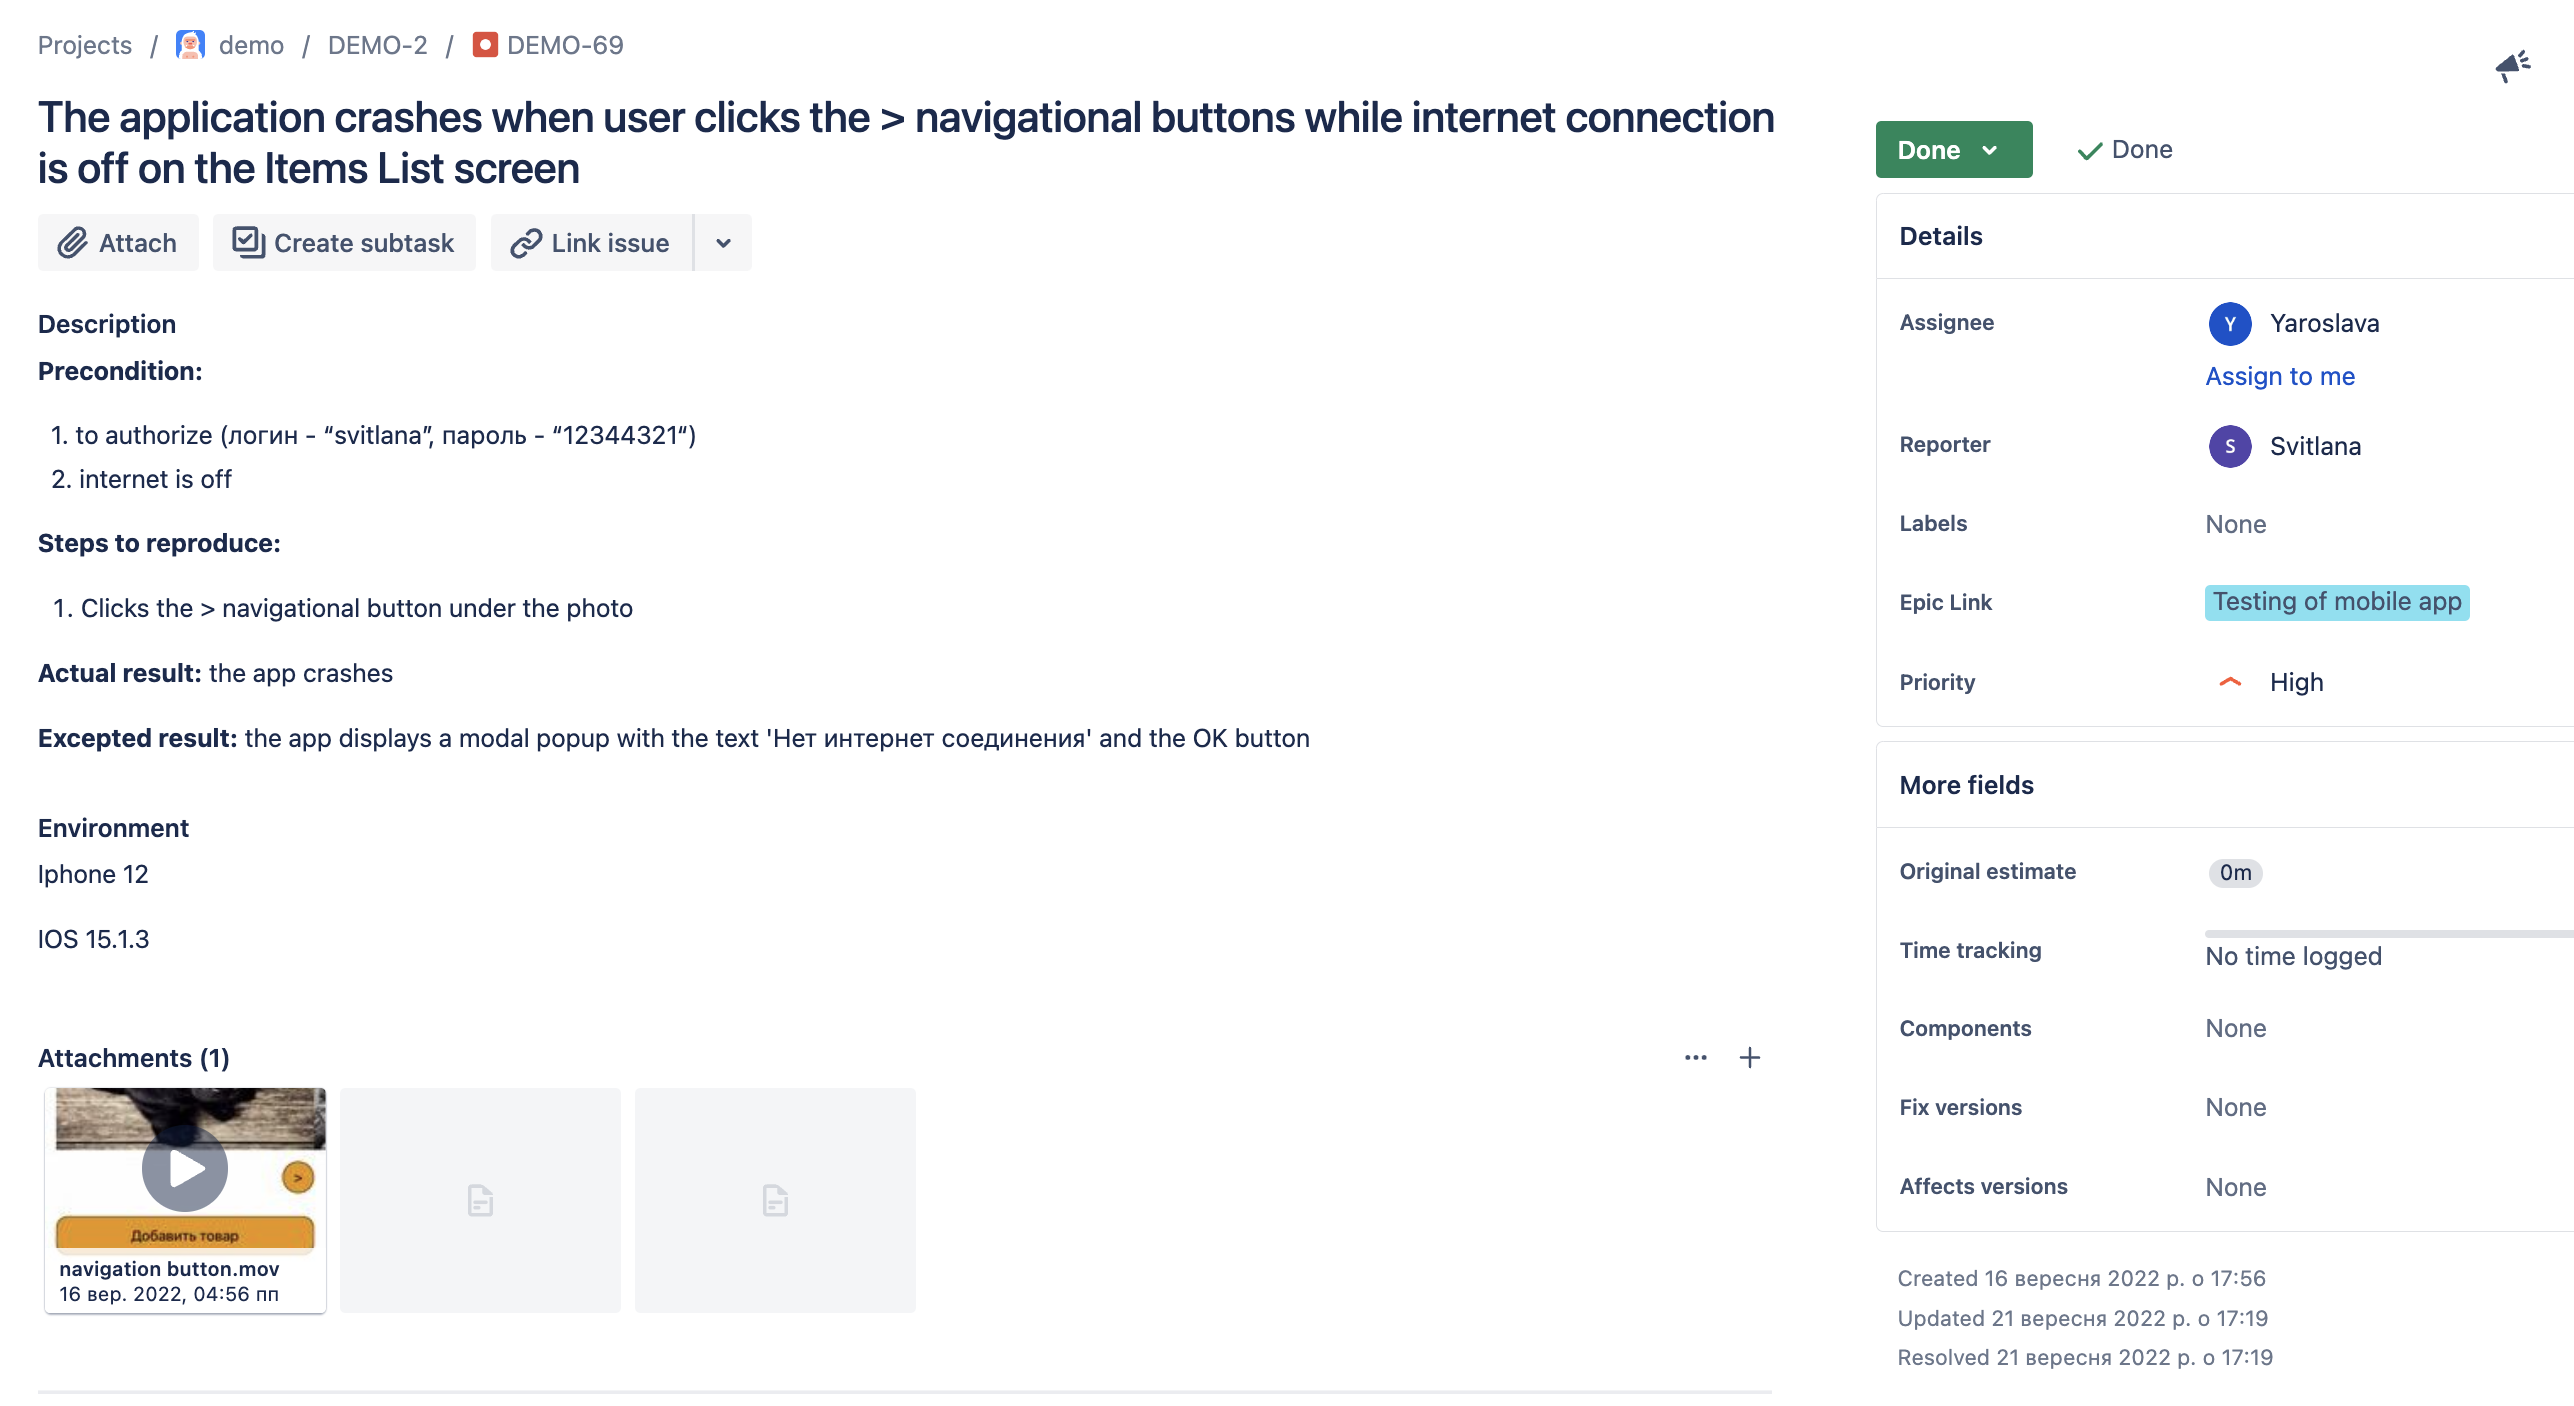 Projects / demo / DEMO-2 / DEMO-69
The application crashes when user clicks the > navigational buttons while internet connection
is off on the Items List screen
Attach
Create subtask
Link issue
Description
Precondition:
1. to authorize (логин - “svitlana”, пароль - “12344321“)
2. internet is off
Steps to reproduce:
1. Clicks the > navigational button under the photo
Actual result: the app crashes
Excepted result: the app displays a modal popup with the text 'Нет интернет соединения' and the OK button
Environment
Iphone 12
IOS 15.1.3
Attachments (1)
>
Добавить товар
navigation button.mov
16 вер. 2022, 04:56 пп
Done
Done
Details
Assignee
Y Yaroslava
Assign to me
Reporter
S Svitlana
Labels
None
Epic Link
Testing of mobile app
Priority
High
More fields
Original estimate
0m
Time tracking
No time logged
Components
None
Fix versions
None
Affects versions
None
Created 16 вересня 2022 р. о 17:56
Updated 21 вересня 2022 р. о 17:19
Resolved 21 вересня 2022 р. о 17:19